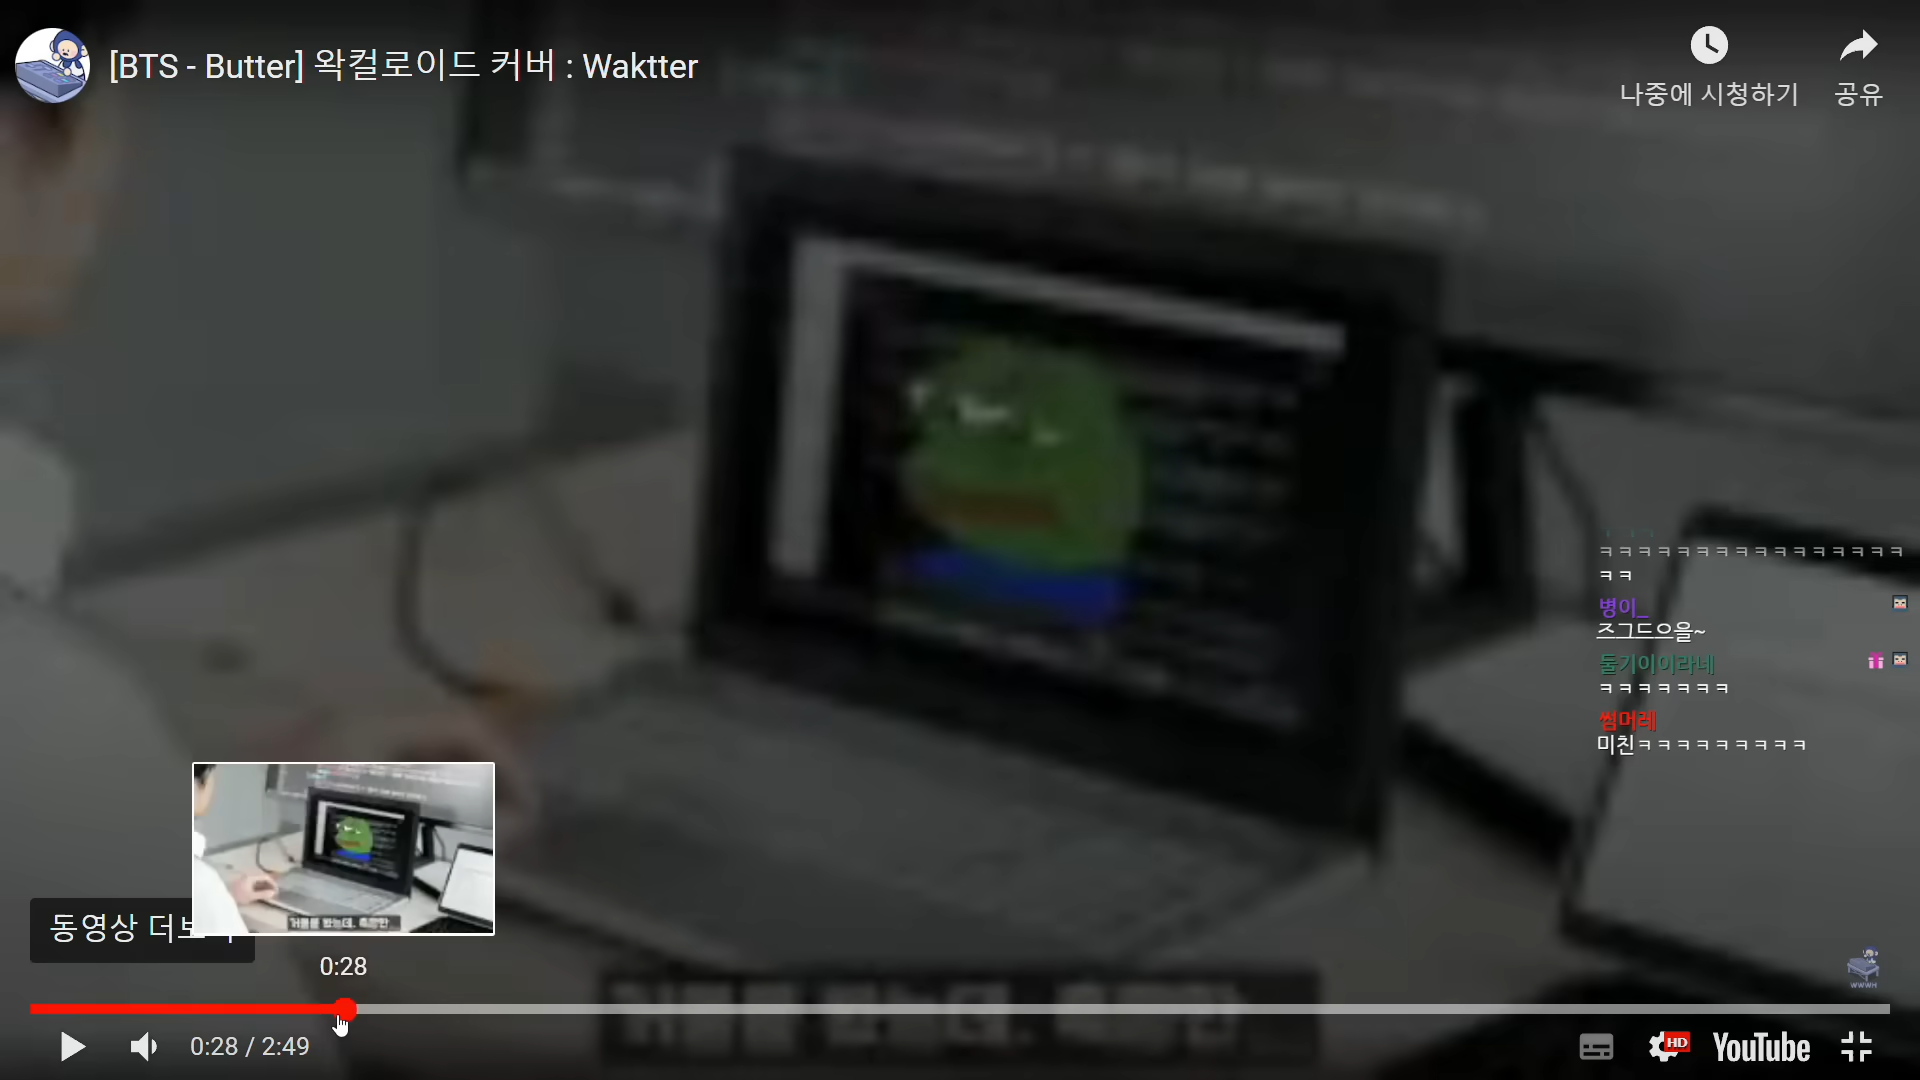 [BTS - Butter] 왁컬로이드 커버 : Waktter
나중에 시청하기
공유
ㅋㅋㅋㅋㅋㅋㅋㅋㅋㅋㅋㅋㅋㅋㅋㅋ
ㅋㅋ
병이_
즈그드으을~
둘기이이라네
ㅋㅋㅋㅋㅋㅋㅋ
썸머레
미친ㅋㅋㅋㅋㅋㅋㅋㅋㅋ
동영상 더보기
0:28
WWWH
0:28 / 2:49
HD
YouTube